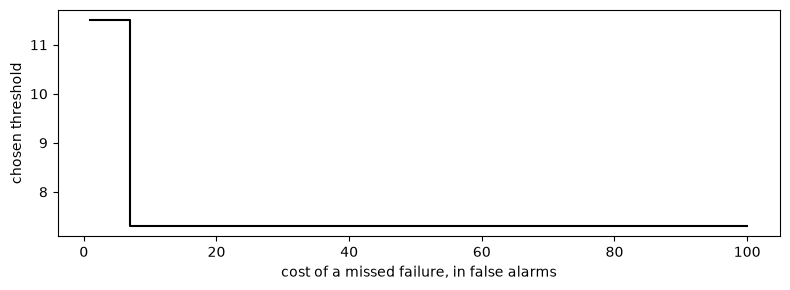 chosen threshold
11
10
9
8
0 20 40 60 80 100
cost of a missed failure, in false alarms